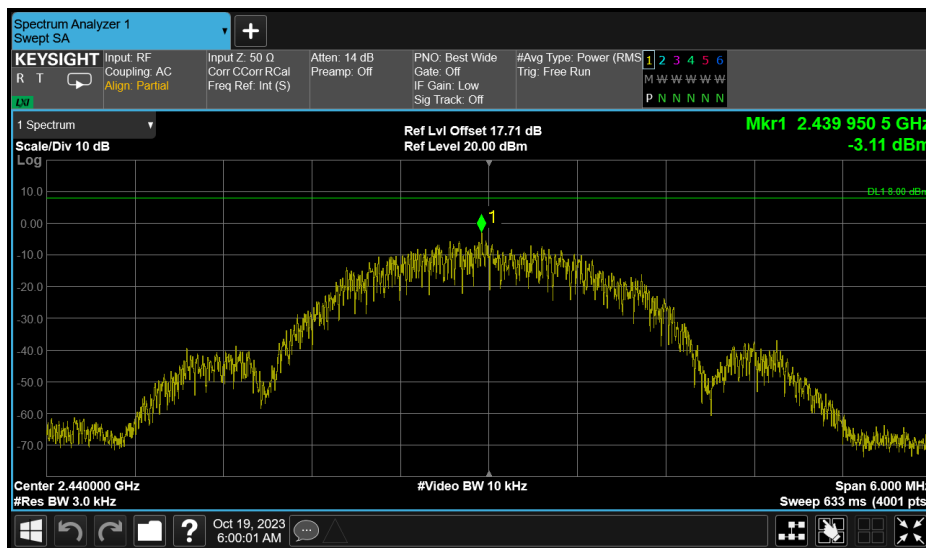 Spectrum Analyzer 1
Swept SA
+
KEYSIGHT
R T
LXI
Input: RF
Coupling: AC
Align: Partial
Input Z: 50 Ω
Corr CCorr RCal
Freq Ref: Int (S)
Atten: 14 dB
Preamp: Off
PNO: Best Wide
Gate: Off
IF Gain: Low
Sig Track: Off
#Avg Type: Power (RMS
Trig: Free Run
1 2 3 4 5 6
M W W W W W
P N N N N N
1 Spectrum
Scale/Div 10 dB
Log
Ref Lvl Offset 17.71 dB
Ref Level 20.00 dBm
Mkr1 2.439 950 5 GHz
-3.11 dBm
DL1 8.00 dBm
1
10.0
0.00
-10.0
-20.0
-30.0
-40.0
-50.0
-60.0
-70.0
Center 2.440000 GHz
#Res BW 3.0 kHz
#Video BW 10 kHz
Span 6.000 MHz
Sweep 633 ms (4001 pts
?
Oct 19, 2023
6:00:01 AM